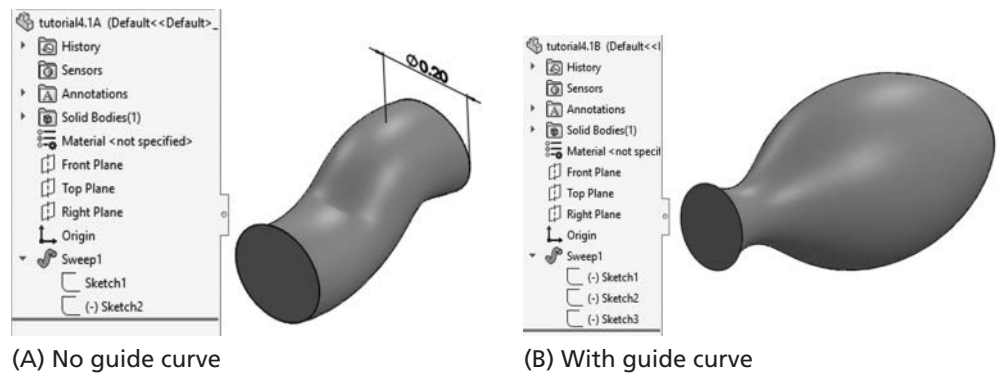 tutorial4.1A (Default<<Default>_
History
Sensors
Annotations
Solid Bodies(1)
Material <not specified>
Front Plane
Top Plane
Right Plane
Origin
Sweep1
Sketch1
(-) Sketch2
Ø0.20
(A) No guide curve
tutorial4.1B (Default<<I
History
Sensors
Annotations
Solid Bodies(1)
Material <not specif
Front Plane
Top Plane
Right Plane
Origin
Sweep1
(-) Sketch1
(-) Sketch2
(-) Sketch3
(B) With guide curve